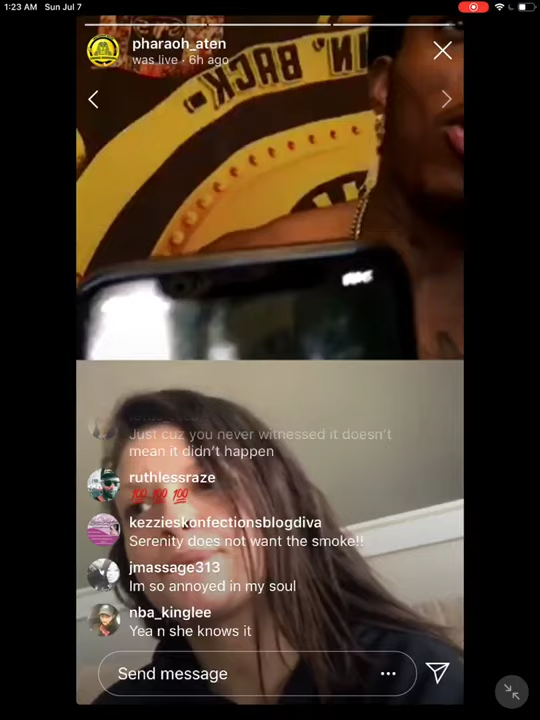 1:23 AM Sun Jul 7
pharaoh_aten
was live · 6h ago
IN' BACK"
Just cuz you never witnessed it doesn't
mean it didn't happen
ruthlessraze
💯 💯 💯
kezzieskonfectionsblogdiva
Serenity does not want the smoke!!
jmassage313
Im so annoyed in my soul
nba_kinglee
Yea n she knows it
Send message